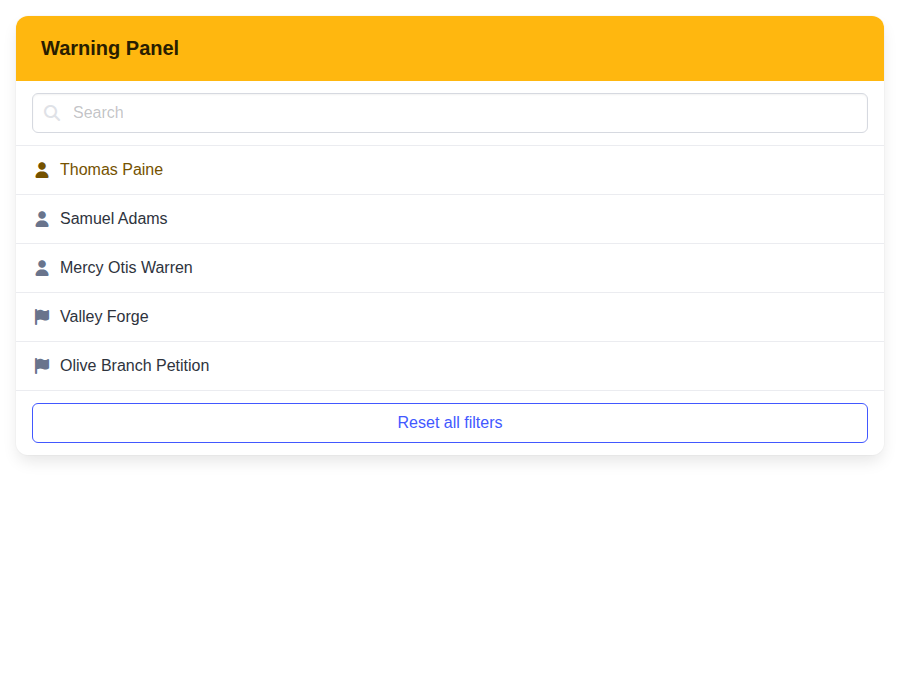 Warning Panel
Search
Thomas Paine
Samuel Adams
Mercy Otis Warren
Valley Forge
Olive Branch Petition
Reset all filters